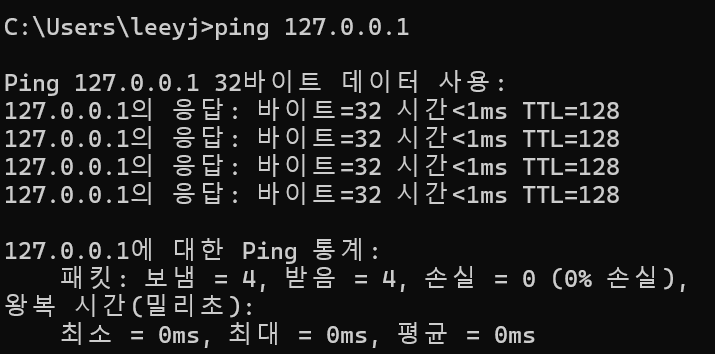 C:\Users\leeyj>ping 127.0.0.1
Ping 127.0.0.1 32바이트 데이터 사용:
127.0.0.1의 응답: 바이트=32 시간<1ms TTL=128
127.0.0.1의 응답: 바이트=32 시간<1ms TTL=128
127.0.0.1의 응답: 바이트=32 시간<1ms TTL=128
127.0.0.1의 응답: 바이트=32 시간<1ms TTL=128
127.0.0.1에 대한 Ping 통계:
패킷: 보냄 = 4, 받음 = 4, 손실 = 0 (0% 손실),
왕복 시간(밀리초):
최소 = 0ms, 최대 = 0ms, 평균 = 0ms